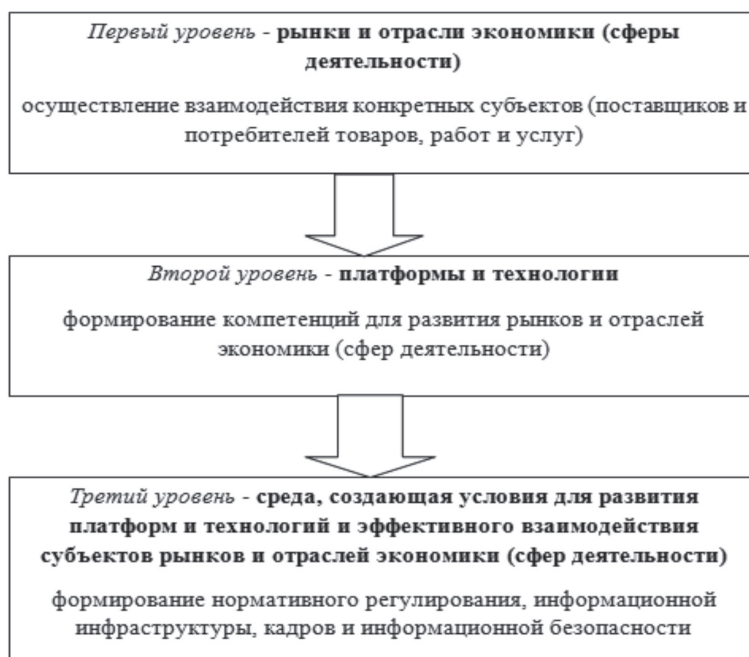 Первый уровень - рынки и отрасли экономики (сферы
деятельности)
осуществление взаимодействия конкретных субъектов (поставщиков и
потребителей товаров, работ и услуг)
Второй уровень - платформы и технологии
формирование компетенций для развития рынков и отраслей
экономики (сфер деятельности)
Третий уровень - среда, создающая условия для развития
платформ и технологий и эффективного взаимодействия
субъектов рынков и отраслей экономики (сфер деятельности)
формирование нормативного регулирования, информационной
инфраструктуры, кадров и информационной безопасности